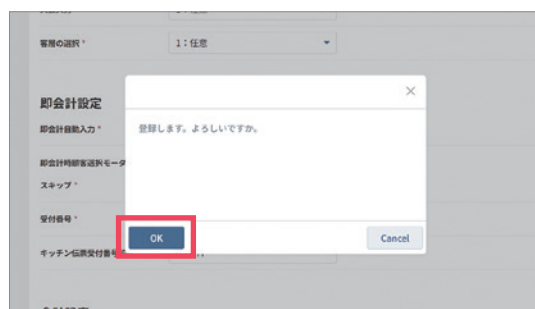 客層の選択 *
1：任意
即会計設定
即会計自動入力 *
登録します。よろしいですか。
即会計時顧客選択モーダ
スキップ *
受付番号 *
OK
Cancel
キッチン伝票受付番号